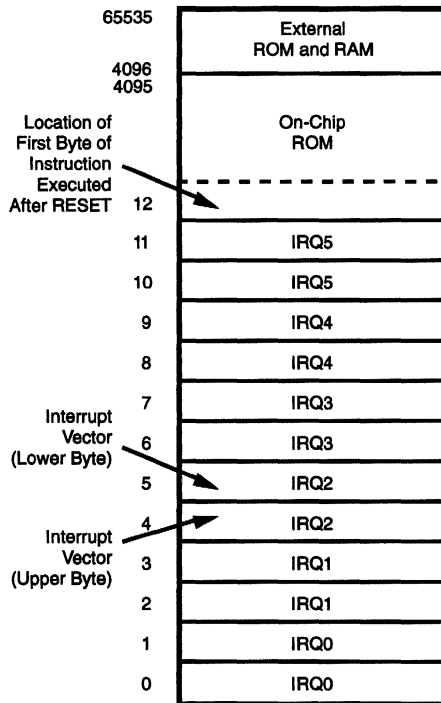 65535
External
ROM and RAM
4096
4095
Location of
First Byte of
Instruction
Executed
After RESET
On-Chip
ROM
12
11 IRQ5
10 IRQ5
9 IRQ4
8 IRQ4
7 IRQ3
Interrupt
Vector
(Lower Byte)
6 IRQ3
5 IRQ2
4 IRQ2
Interrupt
Vector
(Upper Byte)
3 IRQ1
2 IRQ1
1 IRQ0
0 IRQ0